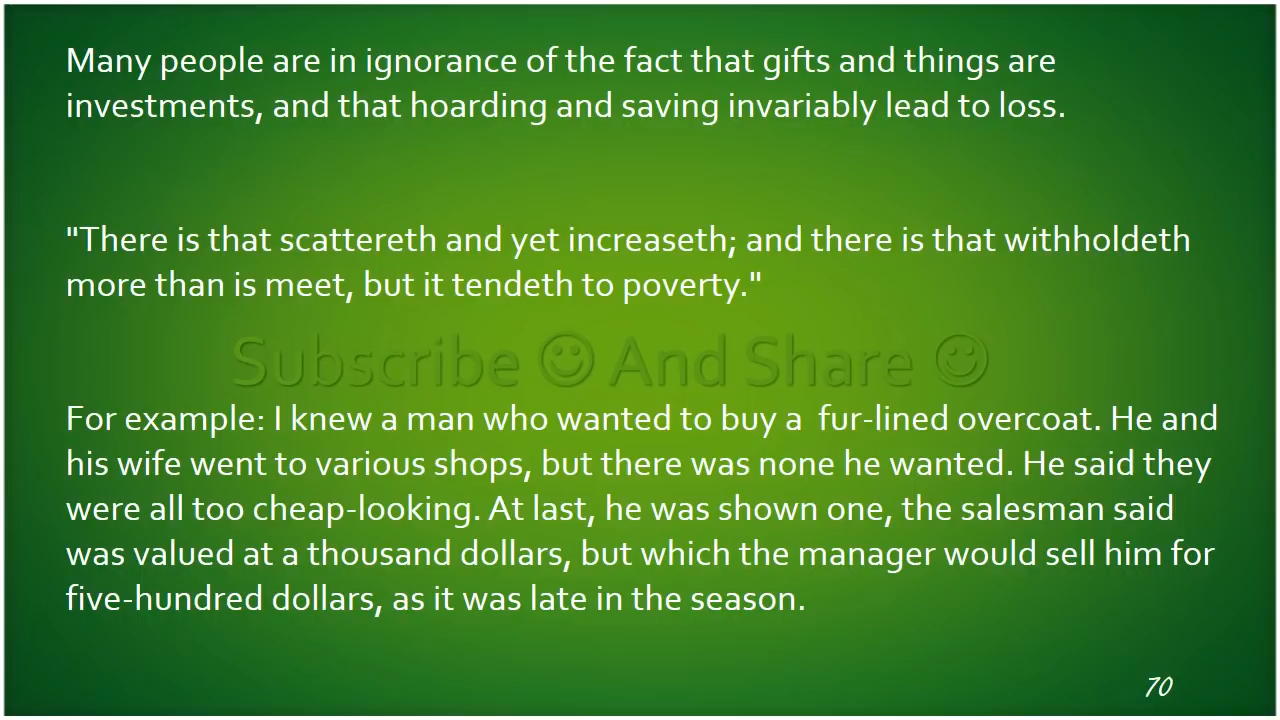 Many people are in ignorance of the fact that gifts and things are
investments, and that hoarding and saving invariably lead to loss.
"There is that scattereth and yet increaseth; and there is that withholdeth
more than is meet, but it tendeth to poverty."
Subscribe ☺ And Share ☺
For example: I knew a man who wanted to buy a  fur-lined overcoat. He and
his wife went to various shops, but there was none he wanted. He said they
were all too cheap-looking. At last, he was shown one, the salesman said
was valued at a thousand dollars, but which the manager would sell him for
five-hundred dollars, as it was late in the season.
70